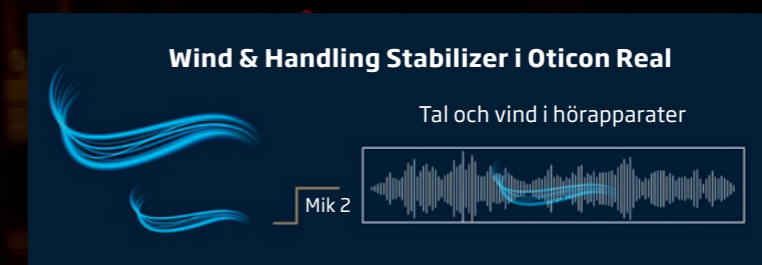 Wind & Handling Stabilizer i Oticon Real
Tal och vind i hörapparater
Mik 2